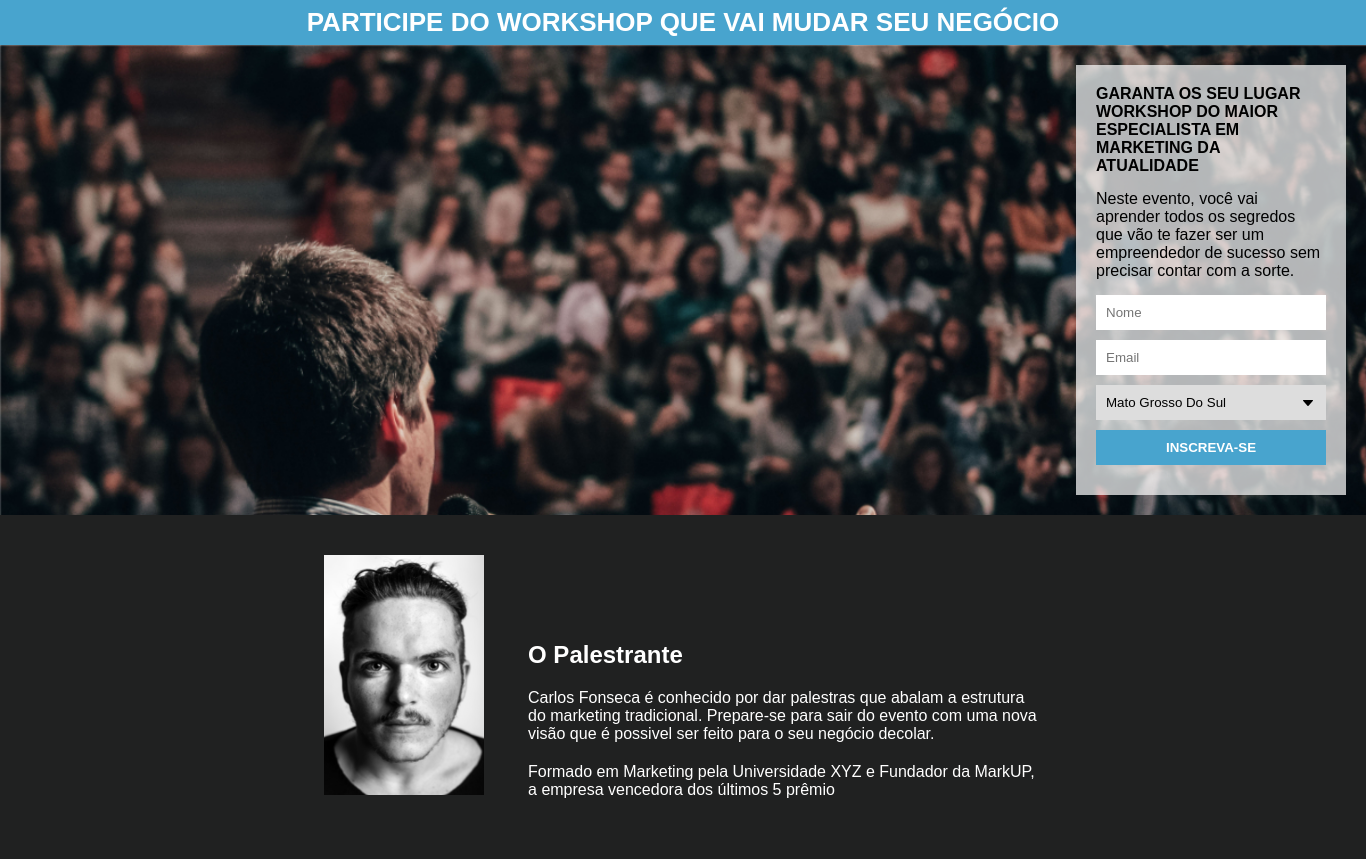 PARTICIPE DO WORKSHOP QUE VAI MUDAR SEU NEGÓCIO
GARANTA OS SEU LUGAR
WORKSHOP DO MAIOR
ESPECIALISTA EM
MARKETING DA
ATUALIDADE
Neste evento, você vai
aprender todos os segredos
que vão te fazer ser um
empreendedor de sucesso sem
precisar contar com a sorte.
Nome
Email
Mato Grosso Do Sul
INSCREVA-SE
O Palestrante
Carlos Fonseca é conhecido por dar palestras que abalam a estrutura
do marketing tradicional. Prepare-se para sair do evento com uma nova
visão que é possivel ser feito para o seu negócio decolar.
Formado em Marketing pela Universidade XYZ e Fundador da MarkUP,
a empresa vencedora dos últimos 5 prêmio